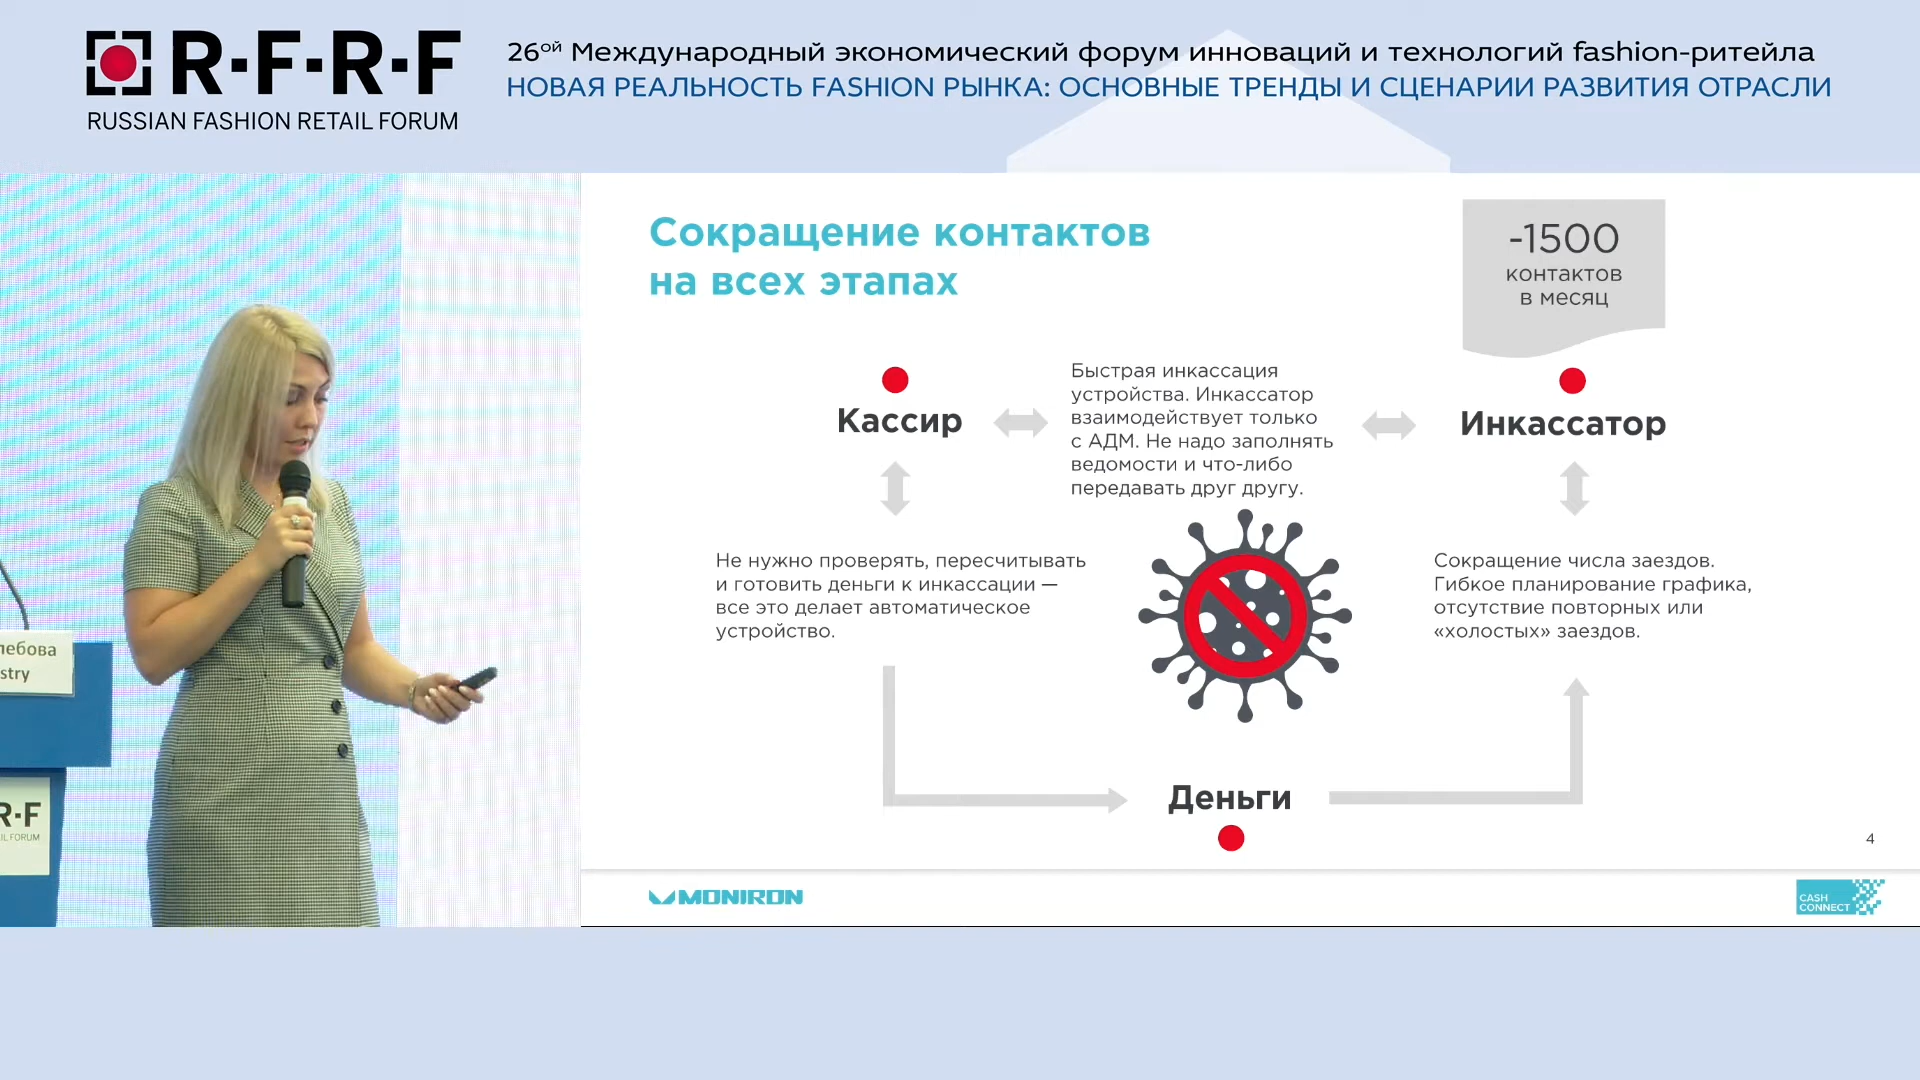 R·F·R·F
RUSSIAN FASHION RETAIL FORUM
26ой Международный экономический форум инноваций и технологий fashion-ритейла
НОВАЯ РЕАЛЬНОСТЬ FASHION РЫНКА: ОСНОВНЫЕ ТРЕНДЫ И СЦЕНАРИИ РАЗВИТИЯ ОТРАСЛИ
Сокращение контактов
на всех этапах
-1500
контактов
в месяц
Кассир
Быстрая инкассация
устройства. Инкассатор
взаимодействует только
с АДМ. Не надо заполнять
ведомости и что-либо
передавать друг другу.
Инкассатор
Не нужно проверять, пересчитывать
и готовить деньги к инкассации —
все это делает автоматическое
устройство.
Сокращение числа заездов.
Гибкое планирование графика,
отсутствие повторных или
«холостых» заездов.
Деньги
4
MONIRON
CASH
CONNECT
лебова
stry
R·F
IL FORUM